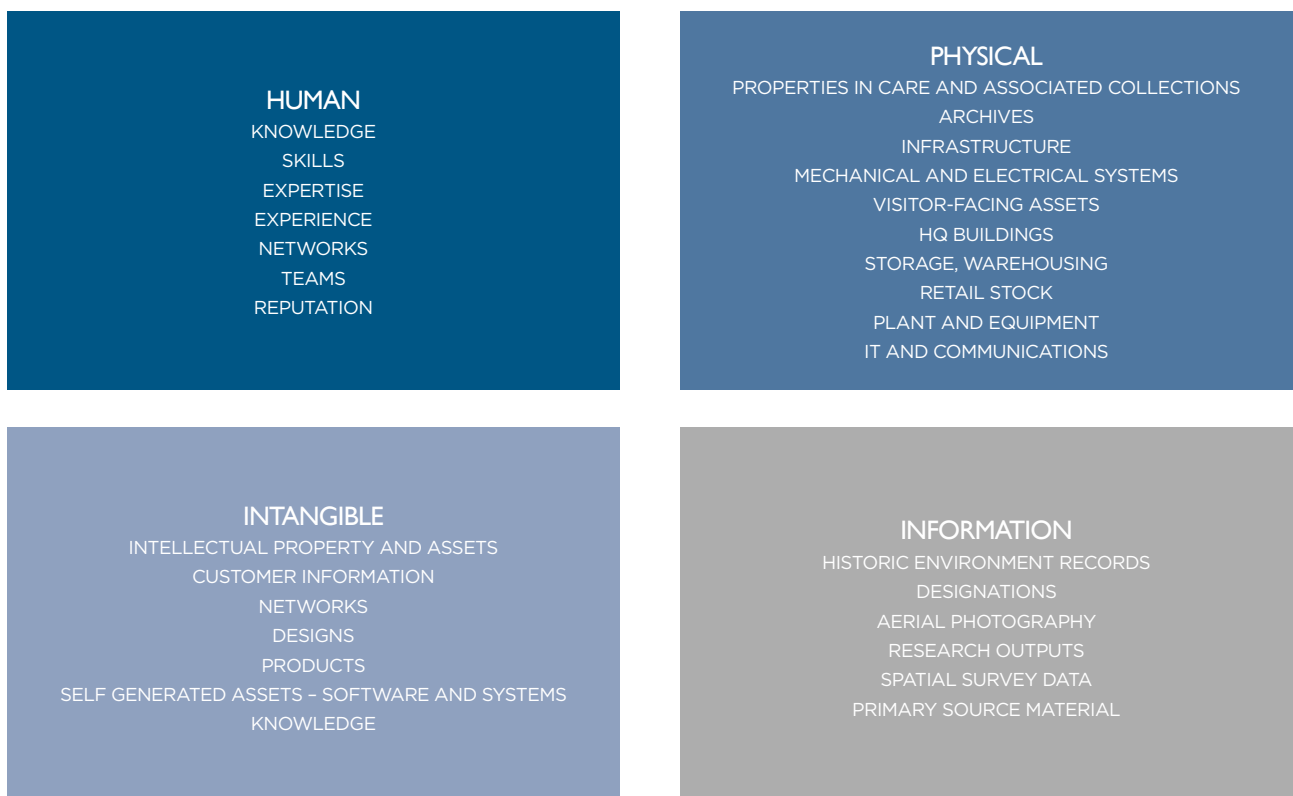 HUMAN
KNOWLEDGE
SKILLS
EXPERTISE
EXPERIENCE
NETWORKS
TEAMS
REPUTATION
PHYSICAL
PROPERTIES IN CARE AND ASSOCIATED COLLECTIONS
ARCHIVES
INFRASTRUCTURE
MECHANICAL AND ELECTRICAL SYSTEMS
VISITOR-FACING ASSETS
HQ BUILDINGS
STORAGE, WAREHOUSING
RETAIL STOCK
PLANT AND EQUIPMENT
IT AND COMMUNICATIONS
INTANGIBLE
INTELLECTUAL PROPERTY AND ASSETS
CUSTOMER INFORMATION
NETWORKS
DESIGNS
PRODUCTS
SELF GENERATED ASSETS – SOFTWARE AND SYSTEMS
KNOWLEDGE
INFORMATION
HISTORIC ENVIRONMENT RECORDS
DESIGNATIONS
AERIAL PHOTOGRAPHY
RESEARCH OUTPUTS
SPATIAL SURVEY DATA
PRIMARY SOURCE MATERIAL